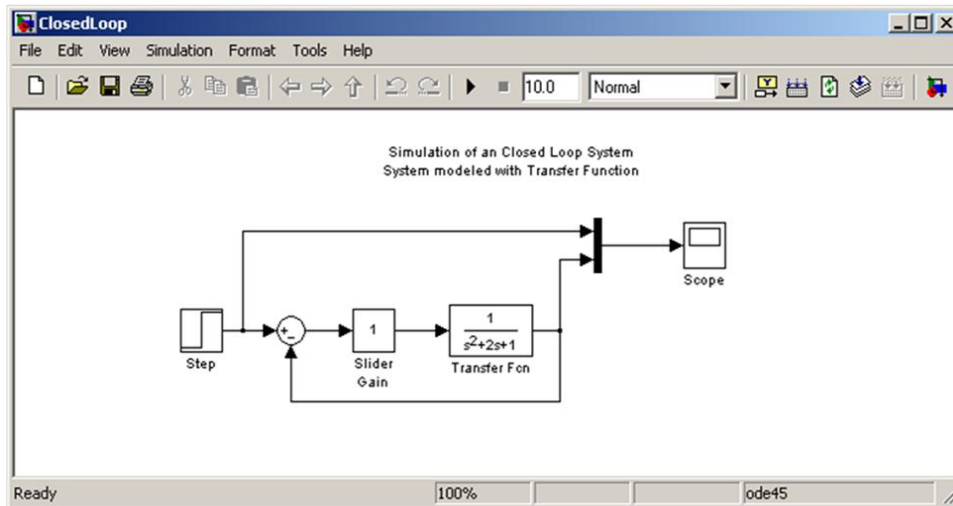 ClosedLoop
File Edit View Simulation Format Tools Help
10.0 Normal
Simulation of an Closed Loop System
System modeled with Transfer Function
Scope
+
-
1
1
s²+2s+1
Step
Slider
Gain
Transfer Fcn
Ready 100% ode45